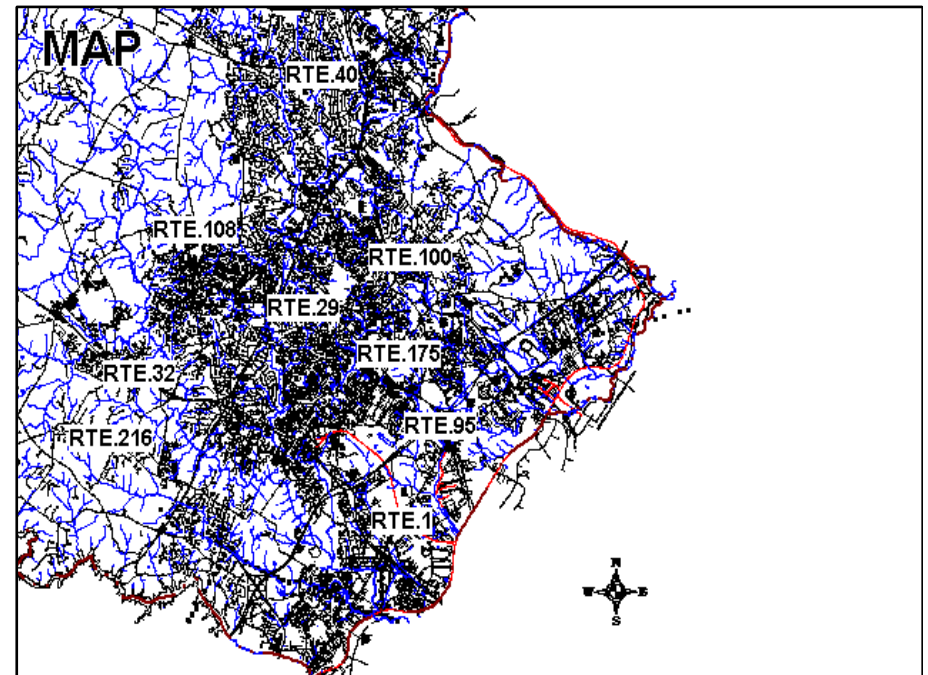 MAP
RTE.40
RTE.108
RTE.100
RTE.29
RTE.175
RTE.32
RTE.95
RTE.216
RTE.1
N
W E
S